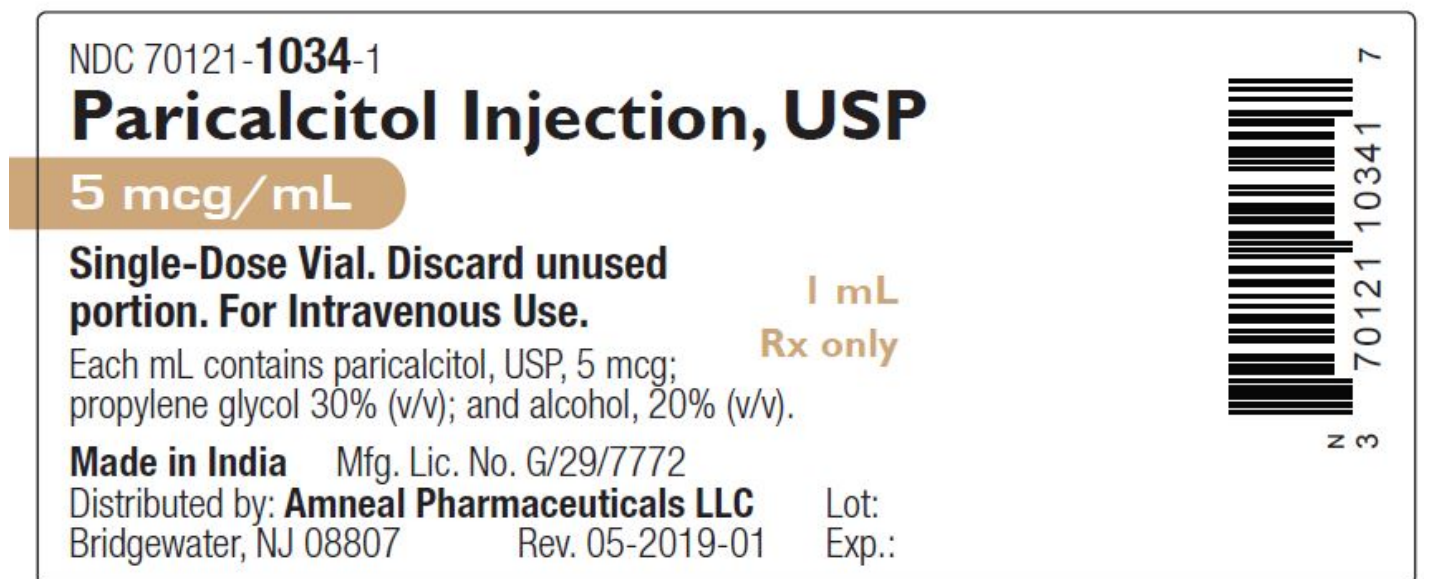 NDC 70121-1034-1
Paricalcitol Injection, USP
5 mcg/mL
Single-Dose Vial. Discard unused
portion. For Intravenous Use.
1 mL
Rx only
Each mL contains paricalcitol, USP, 5 mcg;
propylene glycol 30% (v/v); and alcohol, 20% (v/v).
Made in India Mfg. Lic. No. G/29/7772
Distributed by: Amneal Pharmaceuticals LLC Lot:
Bridgewater, NJ 08807 Rev. 05-2019-01 Exp.:
N
3 70121 10341 7